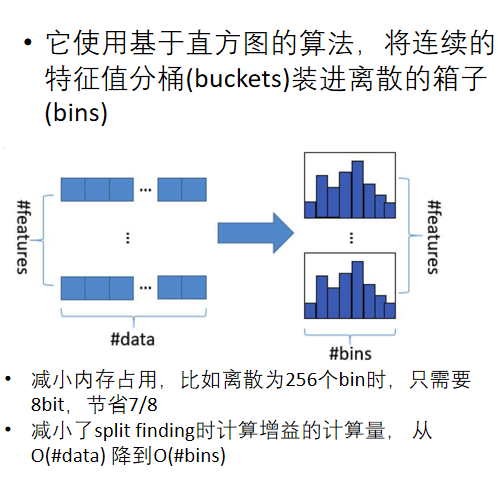 • 它使用基于直方图的算法，将连续的
特征值分桶(buckets)装进离散的箱子
(bins)
#features
...
⋮
...
#data
⋮
#bins
#features
• 减小内存占用，比如离散为256个bin时，只需要
8bit，节省7/8
• 减小了split finding时计算增益的计算量， 从
O(#data) 降到O(#bins)